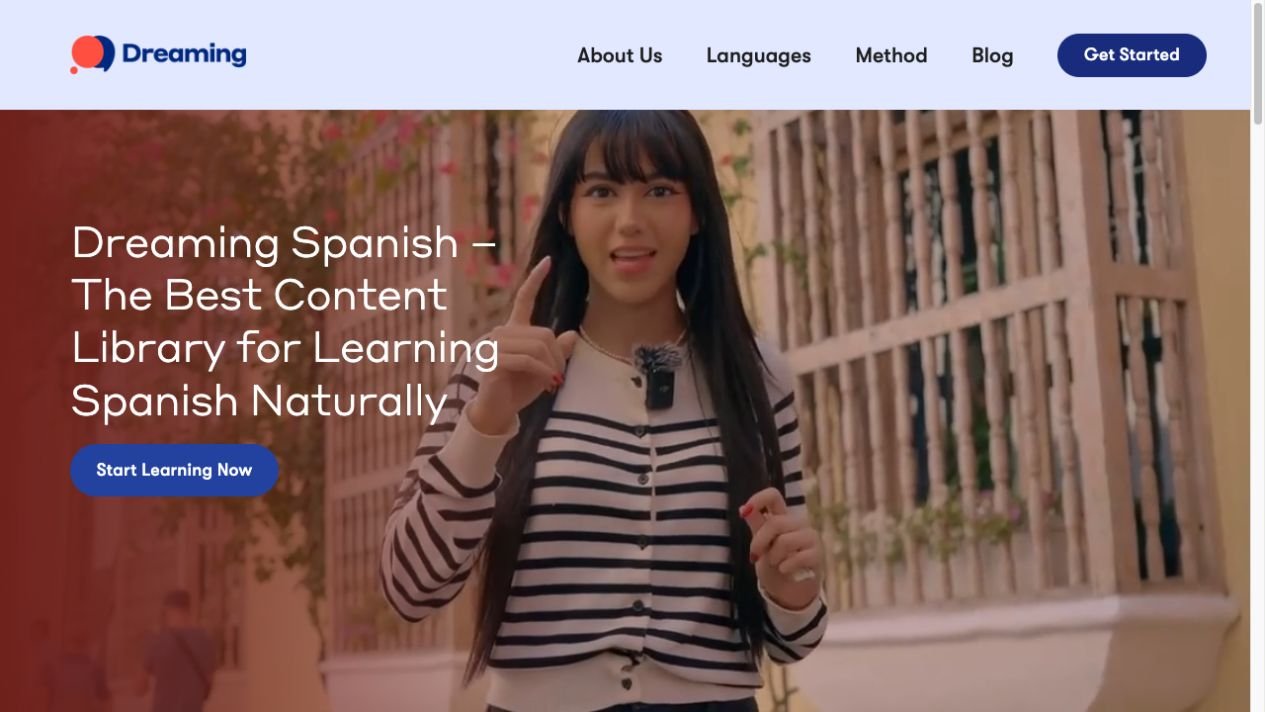 Dreaming
About Us
Languages
Method
Blog
Get Started
Dreaming Spanish –
The Best Content
Library for Learning
Spanish Naturally
Start Learning Now